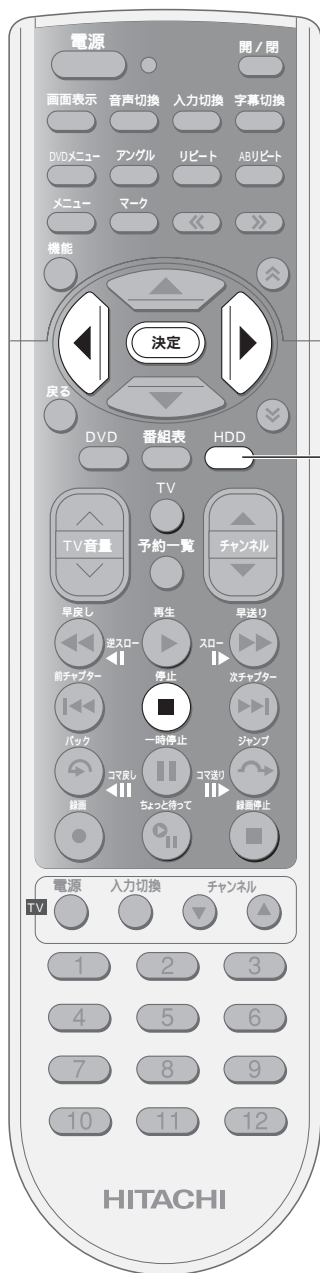 電源
開/閉
画面表示 音声切換 入力切換 字幕切換
DVDメニュー アングル リピート ABリピート
メニュー マーク
機能
決定
戻る
DVD 番組表 HDD
TV
TV音量 予約一覧 チャンネル
早戻し 再生 早送り
逆スロー スロー
前チャプター 停止 次チャプター
バック 一時停止 ジャンプ
コマ戻し コマ送り
録画 ちょっと待って 録画停止
電源 入力切換 チャンネル
TV
1 2 3
4 5 6
7 8 9
10 11 12
HITACHI